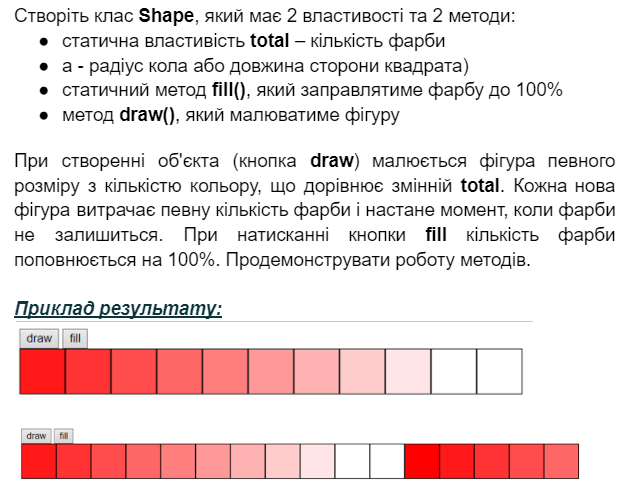 Створіть клас Shape, який має 2 властивості та 2 методи:
● статична властивість total – кількість фарби
● a - радіус кола або довжина сторони квадрата)
● статичний метод fill(), який заправлятиме фарбу до 100%
● метод draw(), який малюватиме фігуру
При створенні об'єкта (кнопка draw) малюється фігура певного
розміру з кількістю кольору, що дорівнює змінній total. Кожна нова
фігура витрачає певну кількість фарби і настане момент, коли фарби
не залишиться. При натисканні кнопки fill кількість фарби
поповнюється на 100%. Продемонструвати роботу методів.
Приклад результату:
draw fill
draw fill